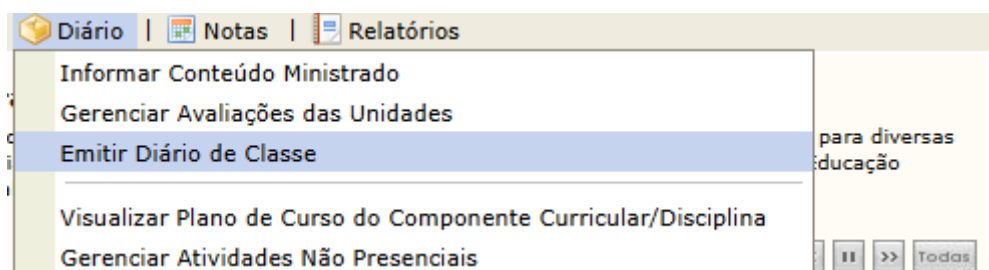 Diário | Notas | Relatórios
Informar Conteúdo Ministrado
Gerenciar Avaliações das Unidades
para diversas
Emitir Diário de Classe
Educação
Visualizar Plano de Curso do Componente Curricular/Disciplina
Gerenciar Atividades Não Presenciais
Todas